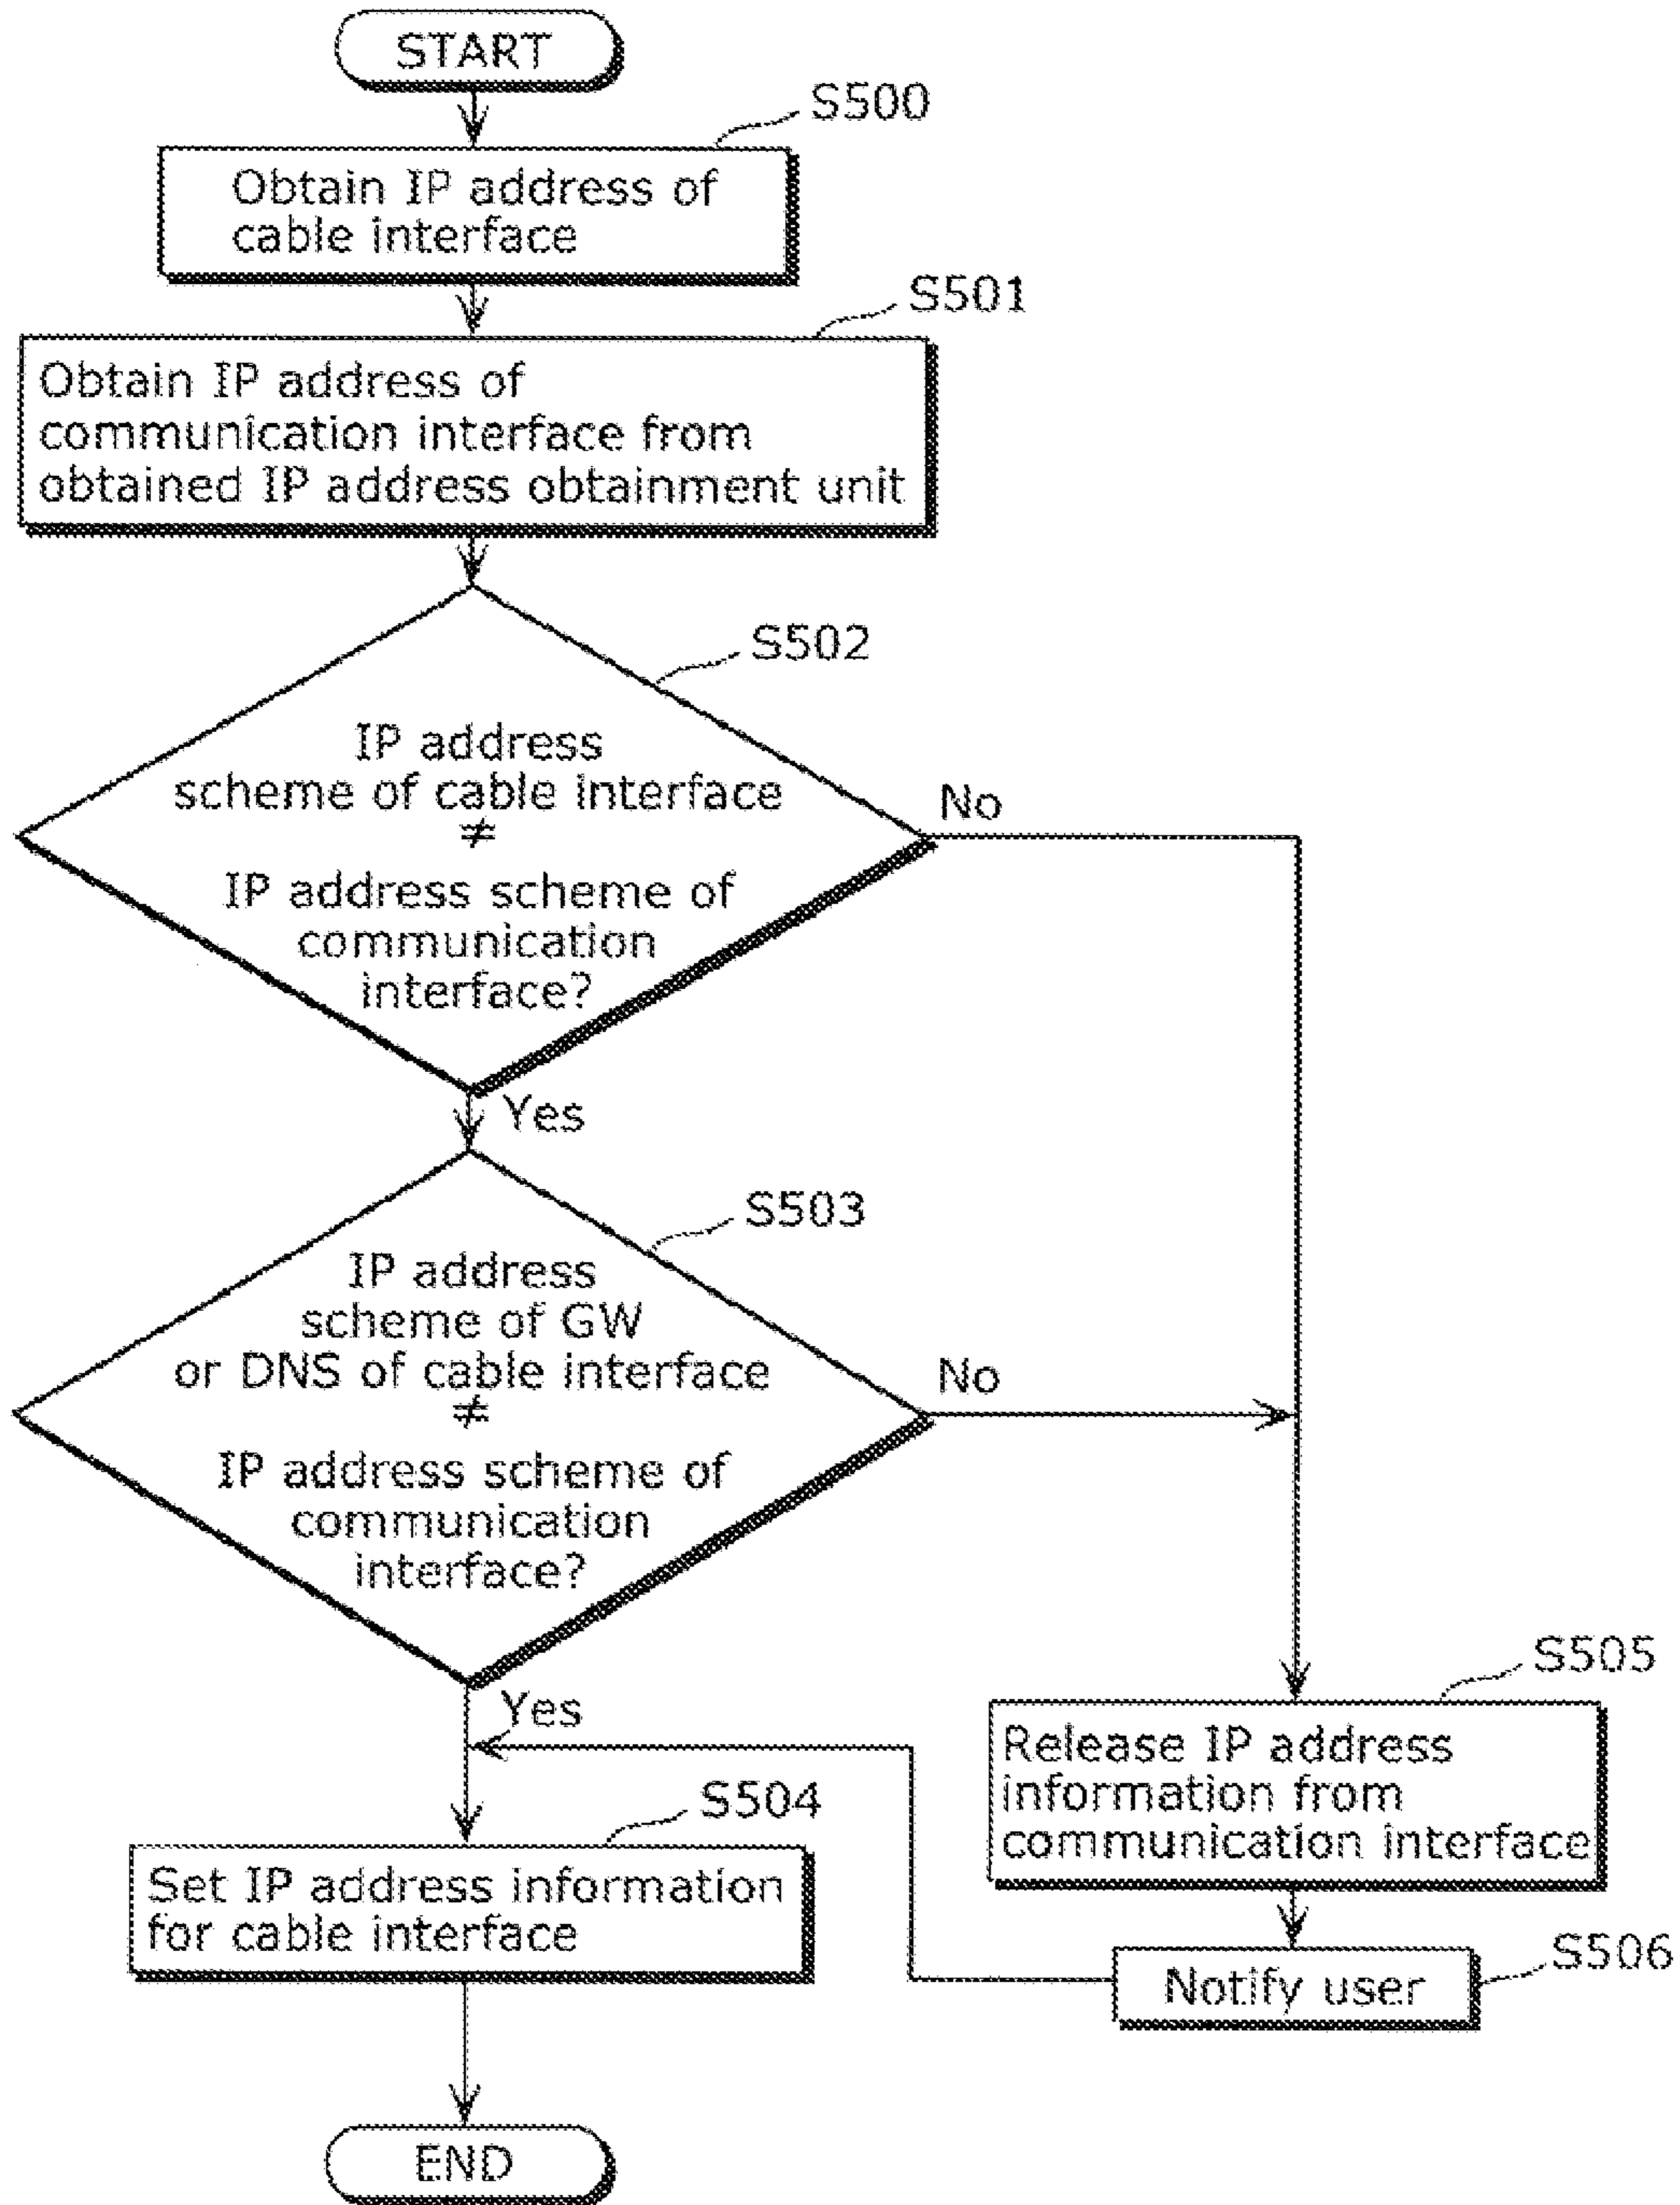 START
S500
Obtain IP address of
cable interface
S501
Obtain IP address of
communication interface from
obtained IP address obtainment unit
S502
IP address
scheme of cable interface
≠
IP address scheme of
communication
interface?
No
Yes
S503
IP address
scheme of GW
or DNS of cable interface
≠
IP address scheme of
communication
interface?
No
Yes
S505
Release IP address
information from
communication interface
S504
Set IP address information
for cable interface
S506
Notify user
END